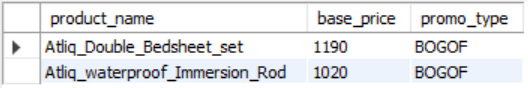 product_name base_price promo_type
Atliq_Double_Bedsheet_set 1190 BOGOF
Atliq_waterproof_Immersion_Rod 1020 BOGOF